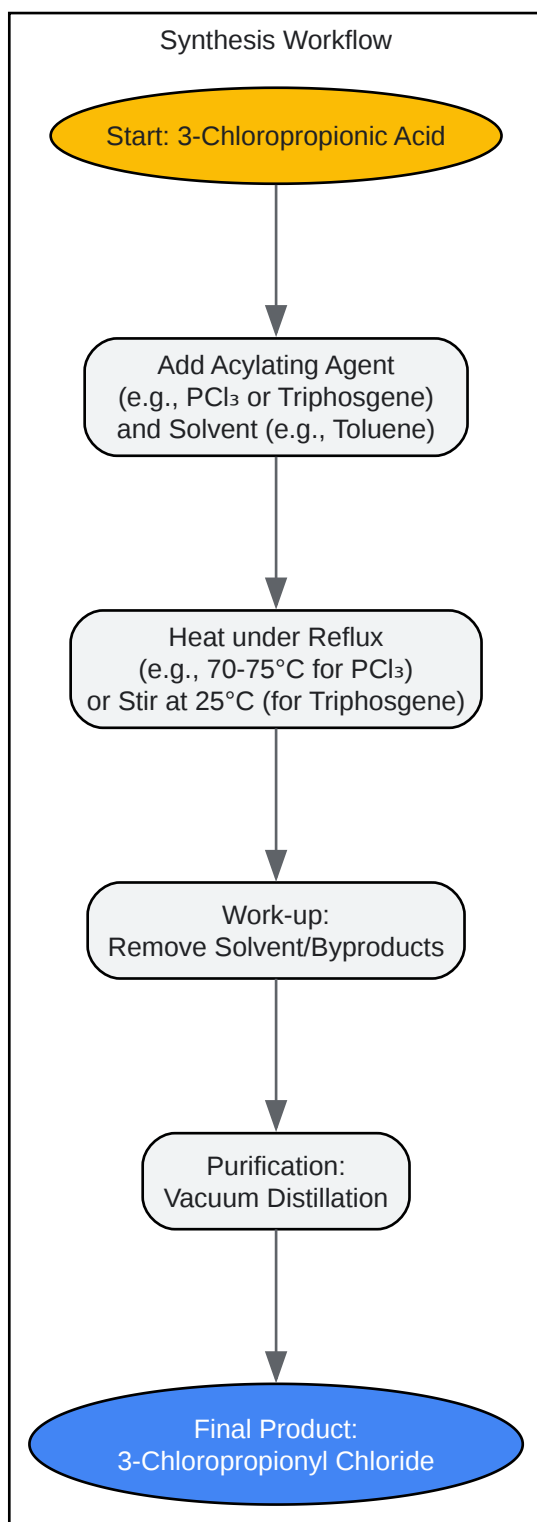 Synthesis Workflow
Start: 3-Chloropropionic Acid
Add Acylating Agent
(e.g., PCl₃ or Triphosgene)
and Solvent (e.g., Toluene)
Heat under Reflux
(e.g., 70-75°C for PCl₃)
or Stir at 25°C (for Triphosgene)
Work-up:
Remove Solvent/Byproducts
Purification:
Vacuum Distillation
Final Product:
3-Chloropropionyl Chloride